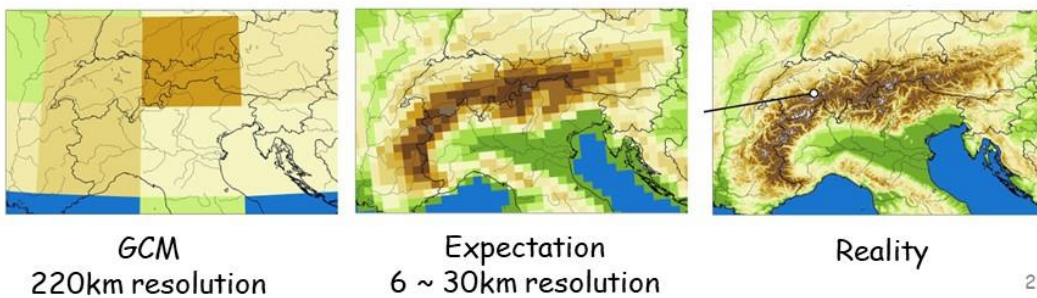 GCM
220km resolution
Expectation
6 ~ 30km resolution
Reality
2